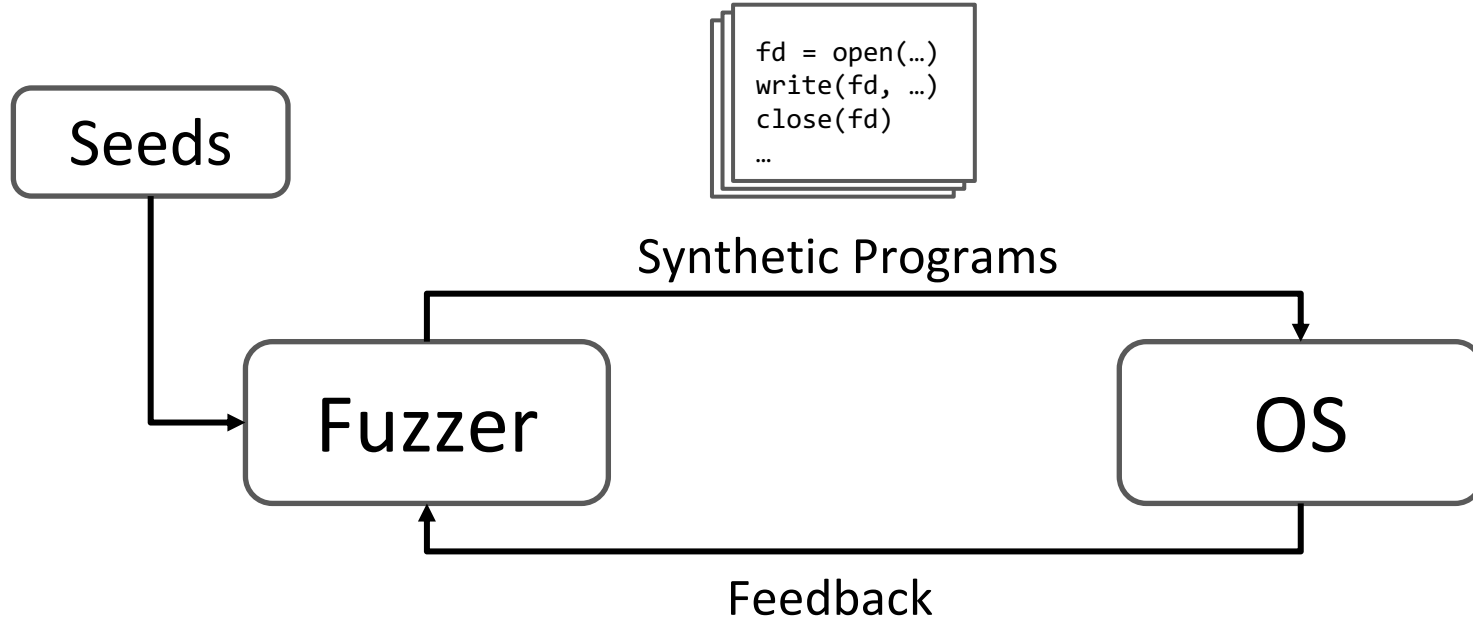 fd = open(…)
write(fd, …)
close(fd)
…
Seeds
Synthetic Programs
Fuzzer
OS
Feedback